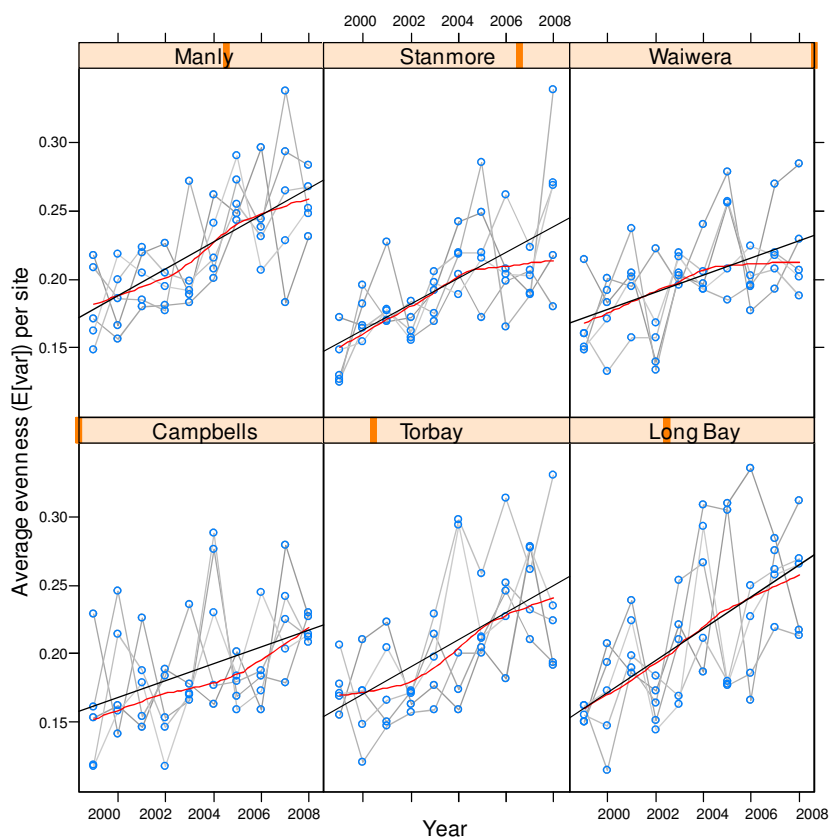 2000 2002 2004 2006 2008
Manly Stanmore Waiwera
0.30
0.25
0.20
0.15
Average evenness (E[var]) per site
Campbells Torbay Long Bay
0.30
0.25
0.20
0.15
2000 2002 2004 2006 2008 2000 2002 2004 2006 2008
Year